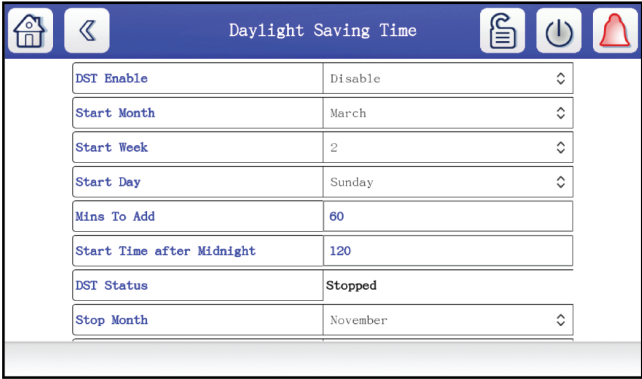 Daylight Saving Time
DST Enable Disable
Start Month March
Start Week 2
Start Day Sunday
Mins To Add 60
Start Time after Midnight 120
DST Status Stopped
Stop Month November